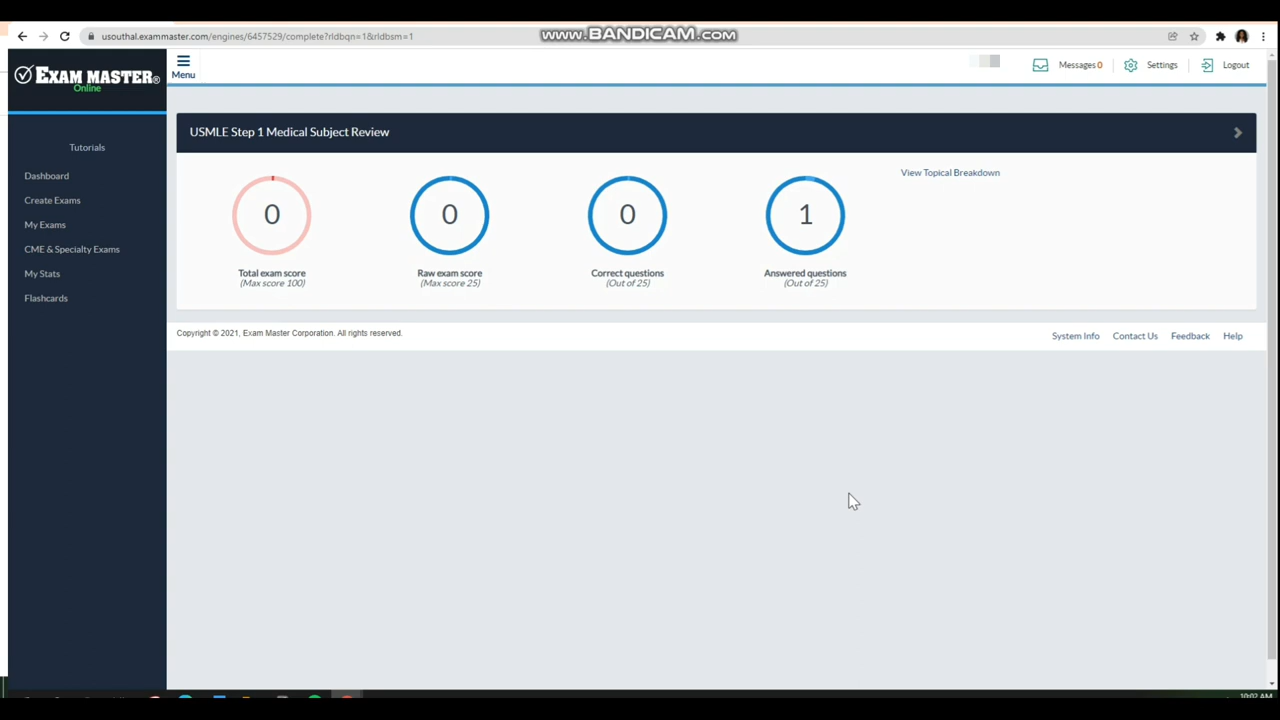 usouthal.exammaster.com/engines/6457529/complete?rldbqn=1&rldbsm=1
www.BANDICAM.com
EXAM MASTER®
Online
Menu
Messages 0
Settings
Logout
Tutorials
Dashboard
Create Exams
My Exams
CME & Specialty Exams
My Stats
Flashcards
USMLE Step 1 Medical Subject Review
0
0
0
1
View Topical Breakdown
Total exam score
(Max score 100)
Raw exam score
(Max score 25)
Correct questions
(Out of 25)
Answered questions
(Out of 25)
Copyright © 2021, Exam Master Corporation. All rights reserved.
System Info
Contact Us
Feedback
Help
10:02 AM